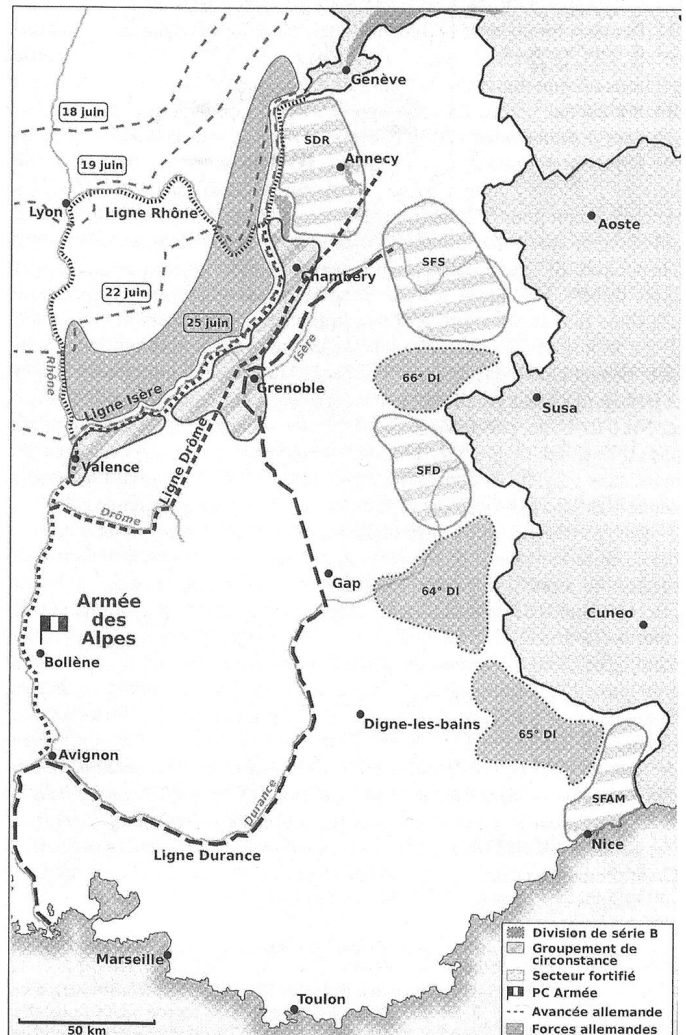 Genève
18 juin
SDR
19 juin
Annecy
Lyon
Ligne Rhône
Aoste
SFS
Chambéry
22 juin
25 juin
Isère
Rhône
66° DI
Grenoble
Ligne Isère
Susa
Valence
SFD
Ligne Drôme
Drôme
Gap
64° DI
Armée
des
Alpes
Cuneo
Bollène
Digne-les-bains
65° DI
Avignon
SFAM
Durance
Ligne Durance
Nice
Marseille
Toulon
50 km
Division de série B
Groupement de
circonstance
Secteur fortifié
PC Armée
Avancée allemande
Forces allemandes